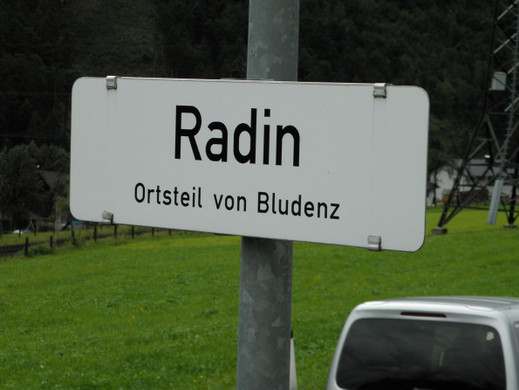 Radin
Ortsteil von Bludenz